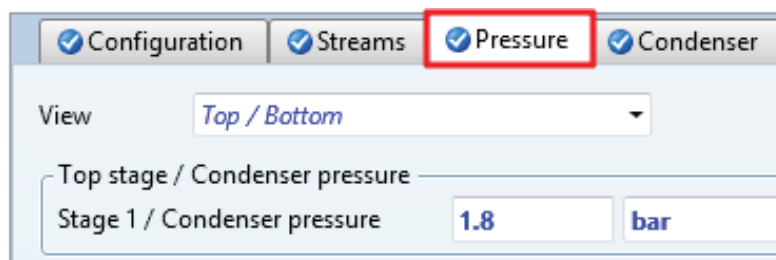 Configuration Streams Pressure Condenser
View Top / Bottom
Top stage / Condenser pressure
Stage 1 / Condenser pressure 1.8 bar